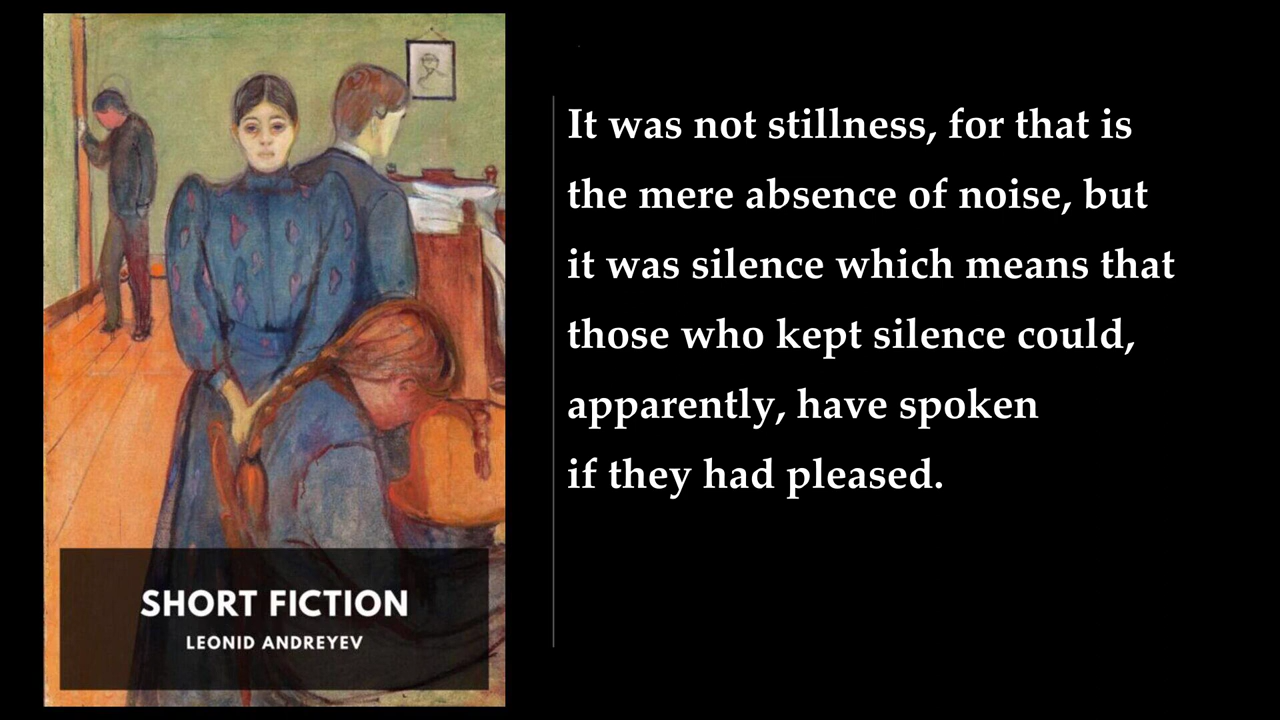 It was not stillness, for that is
the mere absence of noise, but
it was silence which means that
those who kept silence could,
apparently, have spoken
if they had pleased.
SHORT FICTION
LEONID ANDREYEV